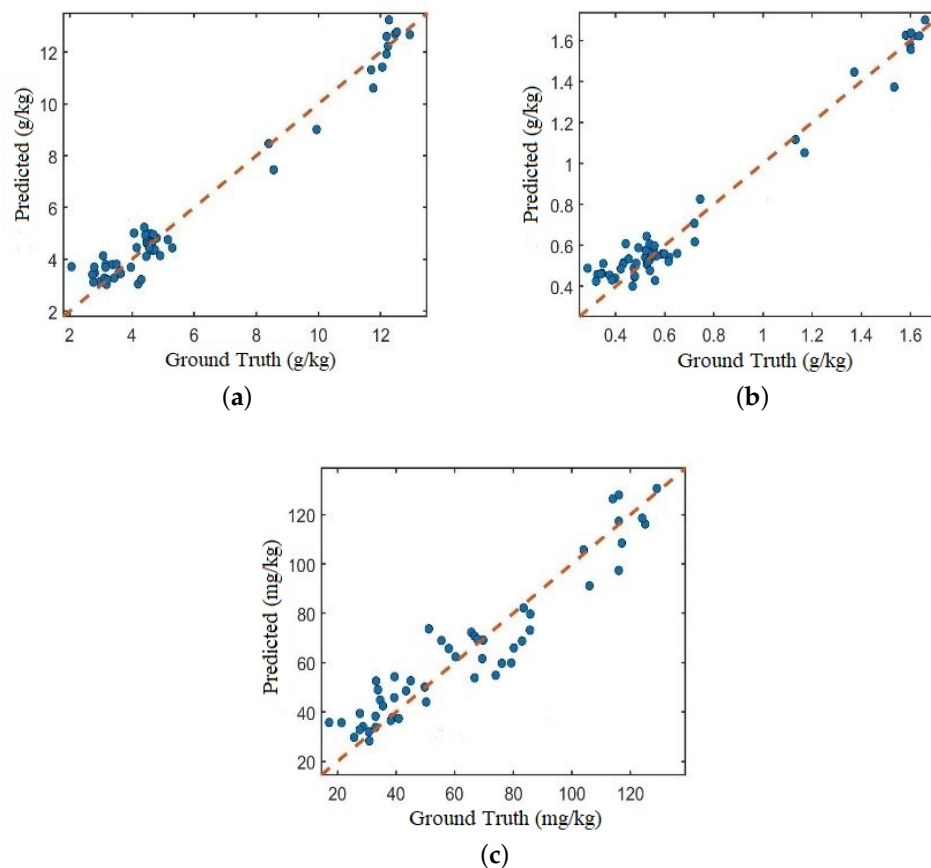 Predicted (g/kg)
12
10
8
6
4
2
2 4 6 8 10 12
Ground Truth (g/kg)
(a)
Predicted (g/kg)
1.6
1.4
1.2
1
0.8
0.6
0.4
0.4 0.6 0.8 1 1.2 1.4 1.6
Ground Truth (g/kg)
(b)
Predicted (mg/kg)
120
100
80
60
40
20
20 40 60 80 100 120
Ground Truth (mg/kg)
(c)